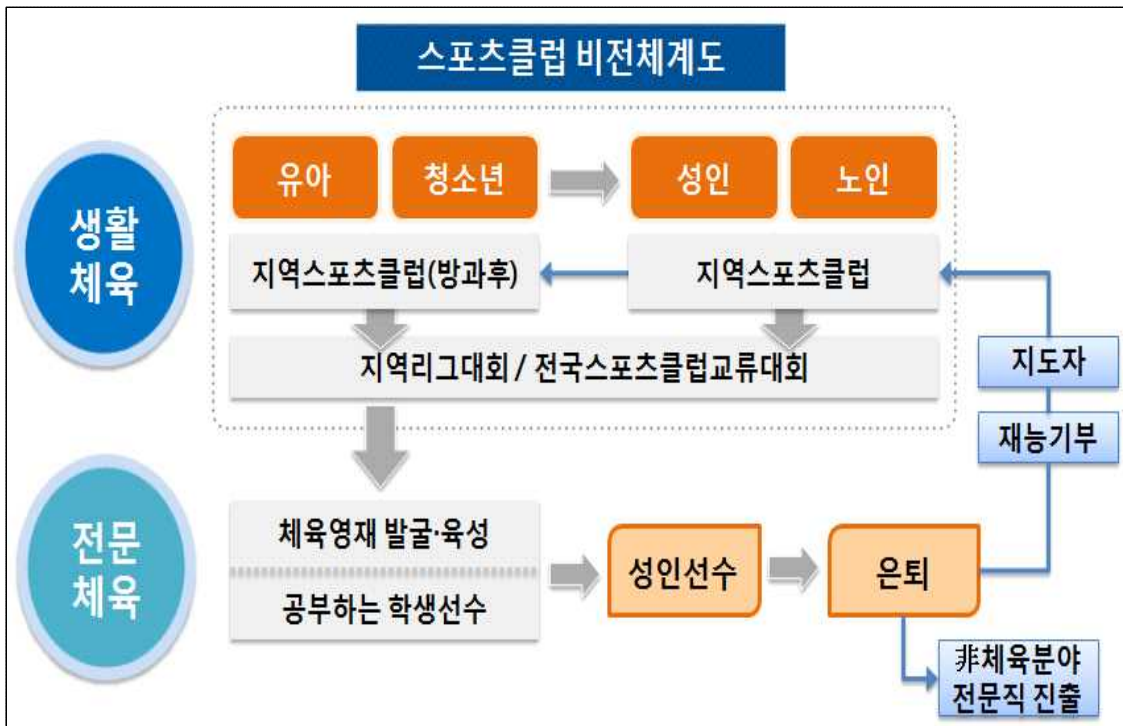 스포츠클럽 비전체계도
생활
체육
유아
청소년
성인
노인
지역스포츠클럽(방과후)
지역스포츠클럽
지역리그대회 / 전국스포츠클럽교류대회
지도자
재능기부
전문
체육
체육영재 발굴·육성
공부하는 학생선수
성인선수
은퇴
非체육분야
전문직 진출